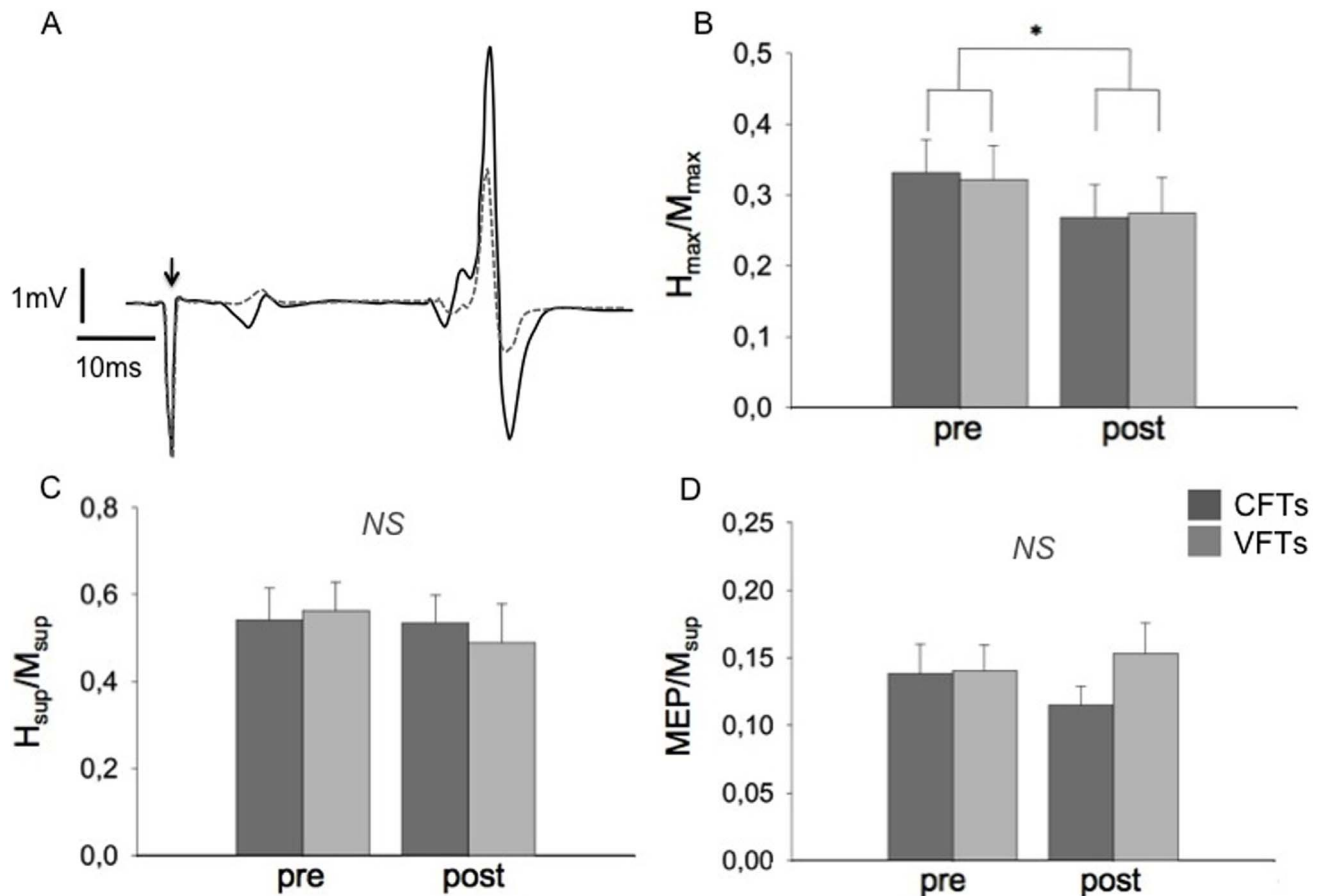 A
1mV
10ms
B
*
Hmax/Mmax
0,5
0,4
0,3
0,2
0,1
0,0
pre post
C
NS
Hsup/Msup
0,8
0,6
0,4
0,2
0,0
pre post
D
NS
CFTs
VFTs
MEP/Msup
0,25
0,20
0,15
0,10
0,05
0,00
pre post